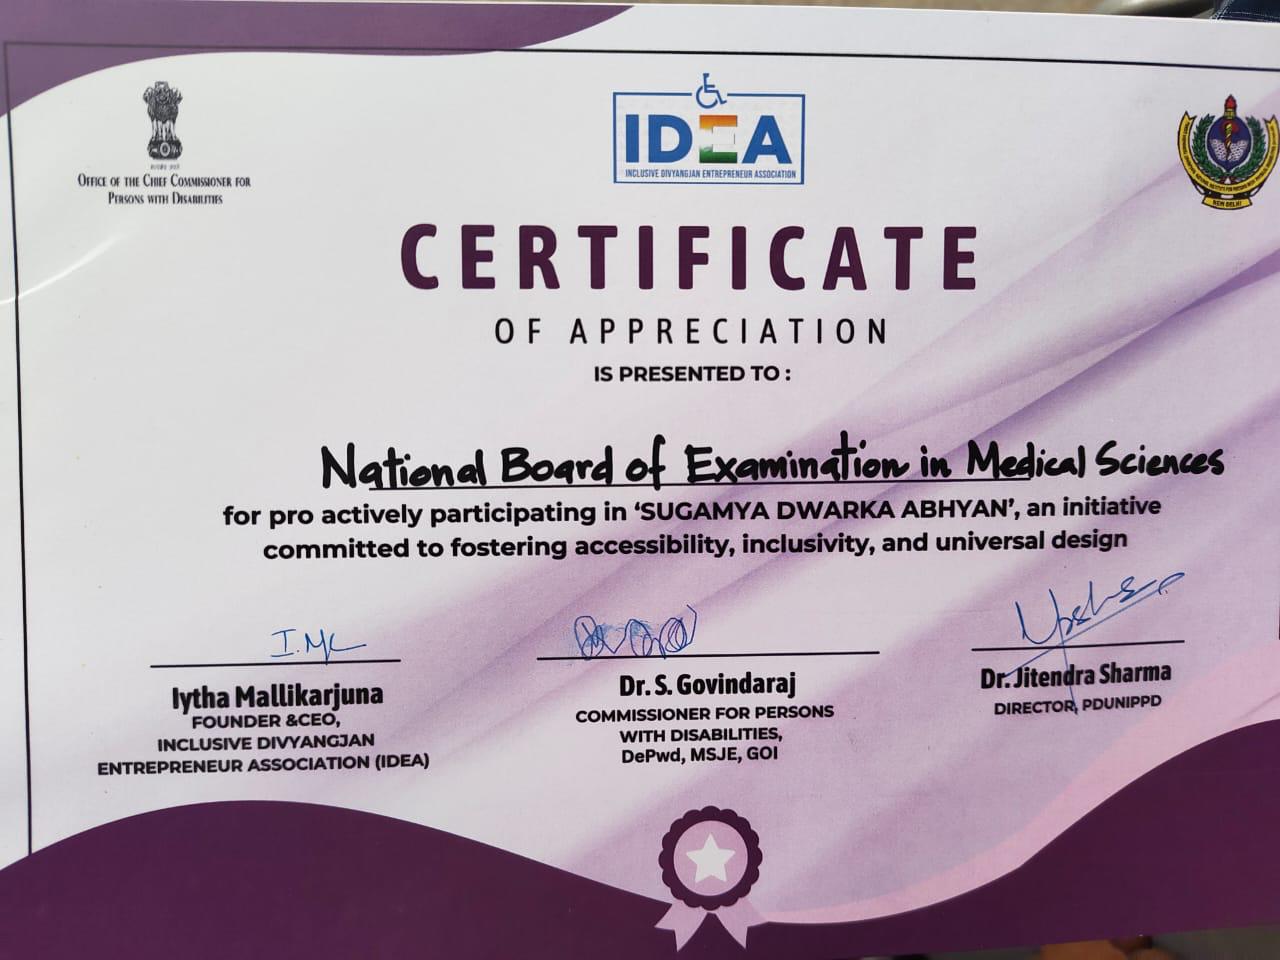 OFFICE OF THE CHIEF COMMISSIONER FOR
PERSONS WITH DISABILITIES
IDEA
INCLUSIVE DIVYANGJAN ENTREPRENEUR ASSOCIATION
NEW DELHI
CERTIFICATE
OF APPRECIATION
IS PRESENTED TO :
National Board of Examination in Medical Sciences
for pro actively participating in ‘SUGAMYA DWARKA ABHYAN’, an initiative
committed to fostering accessibility, inclusivity, and universal design
Iytha Mallikarjuna
FOUNDER &CEO,
INCLUSIVE DIVYANGJAN
ENTREPRENEUR ASSOCIATION (IDEA)
Dr. S. Govindaraj
COMMISSIONER FOR PERSONS
WITH DISABILITIES,
DePwd, MSJE, GOI
Dr. Jitendra Sharma
DIRECTOR, PDUNIPPD